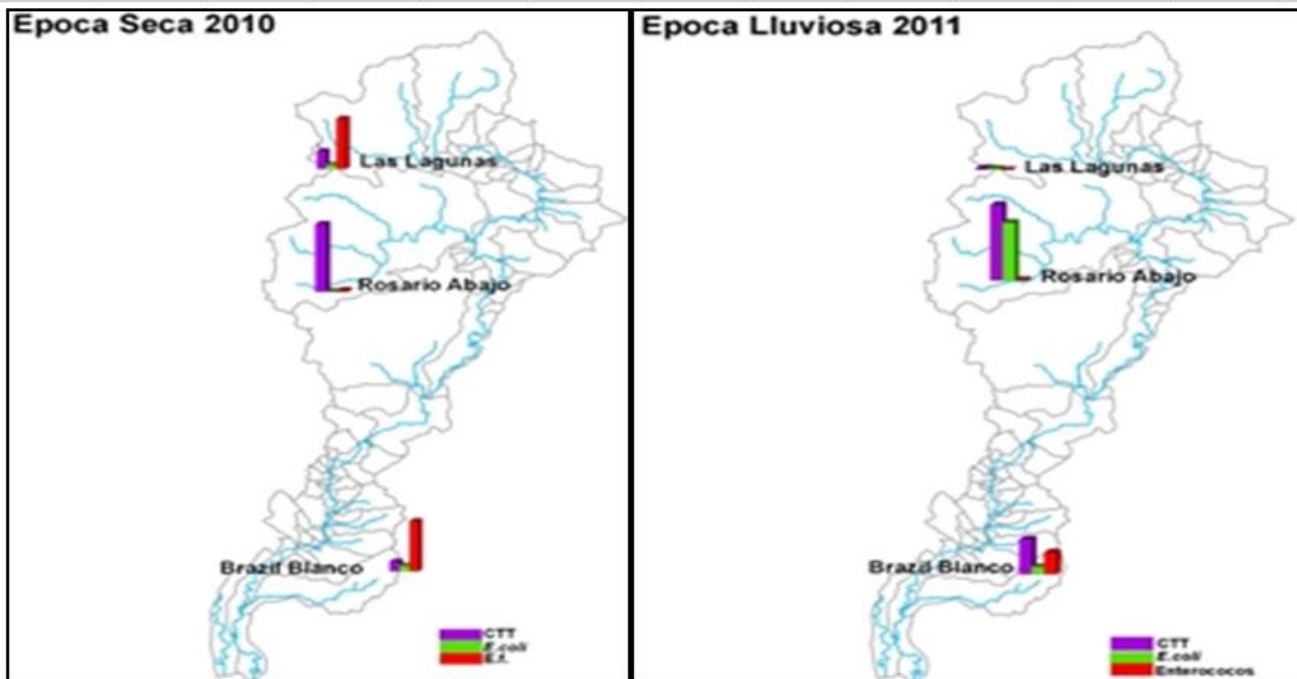 Epoca Seca 2010
Las Lagunas
Rosario Abajo
Brazil Blanco
CTT
E.coli
E.f.
Epoca Lluviosa 2011
Las Lagunas
Rosario Abajo
Brazil Blanco
CTT
E.coli
Enterococos